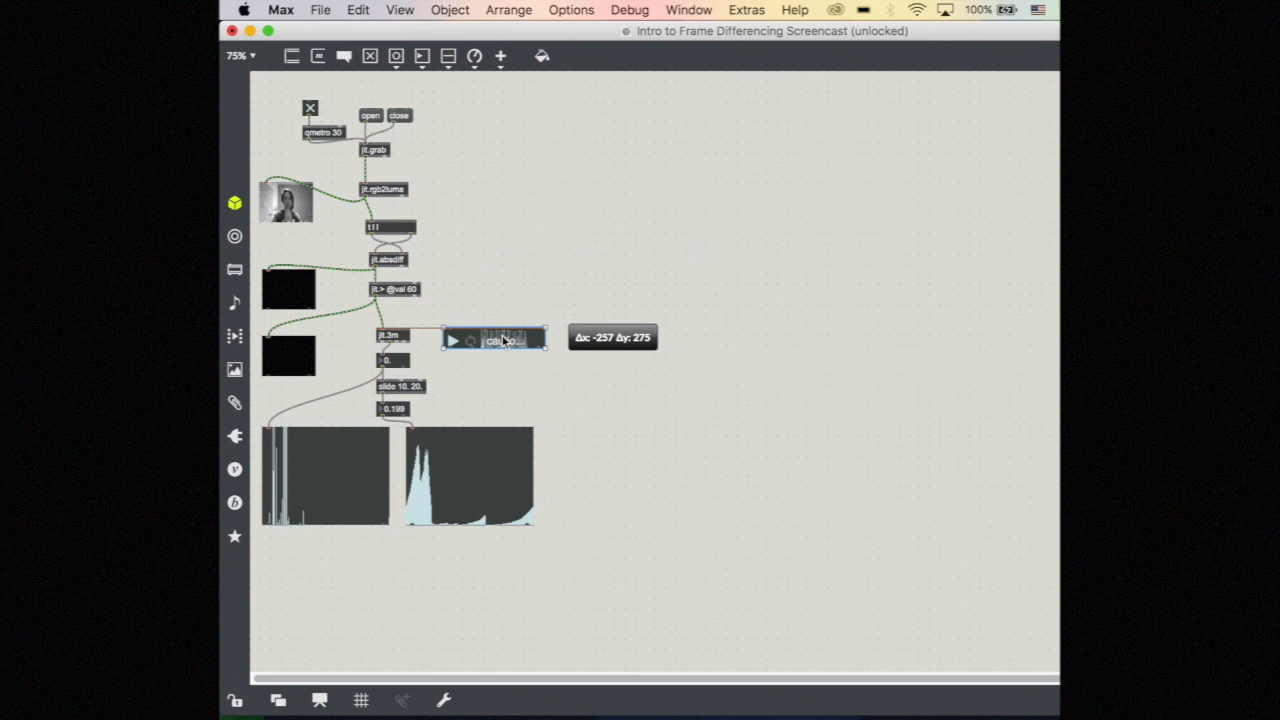 Max File Edit View Object Arrange Options Debug Window Extras Help 100%
Intro to Frame Differencing Screencast (unlocked)
75%
open close
qmetro 30
jit.grab
jit.rgb2luma
t l l
jit.absdiff
jit.> @val 60
jit.3m
Δx: -257 Δy: 275
0.
slide 10. 20.
0.199